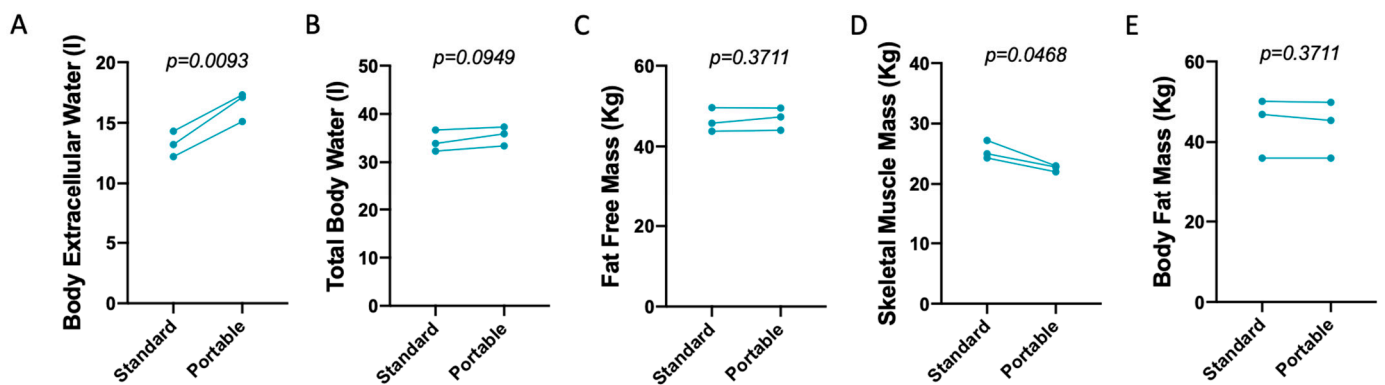 A
Body Extracellular Water (l)
p=0.0093
20
15
10
5
0
Standard
Portable
B
Total Body Water (l)
p=0.0949
50
40
30
20
10
0
Standard
Portable
C
Fat Free Mass (Kg)
p=0.3711
60
40
20
0
Standard
Portable
D
Skeletal Muscle Mass (Kg)
p=0.0468
40
30
20
10
0
Standard
Portable
E
Body Fat Mass (Kg)
p=0.3711
60
40
20
0
Standard
Portable